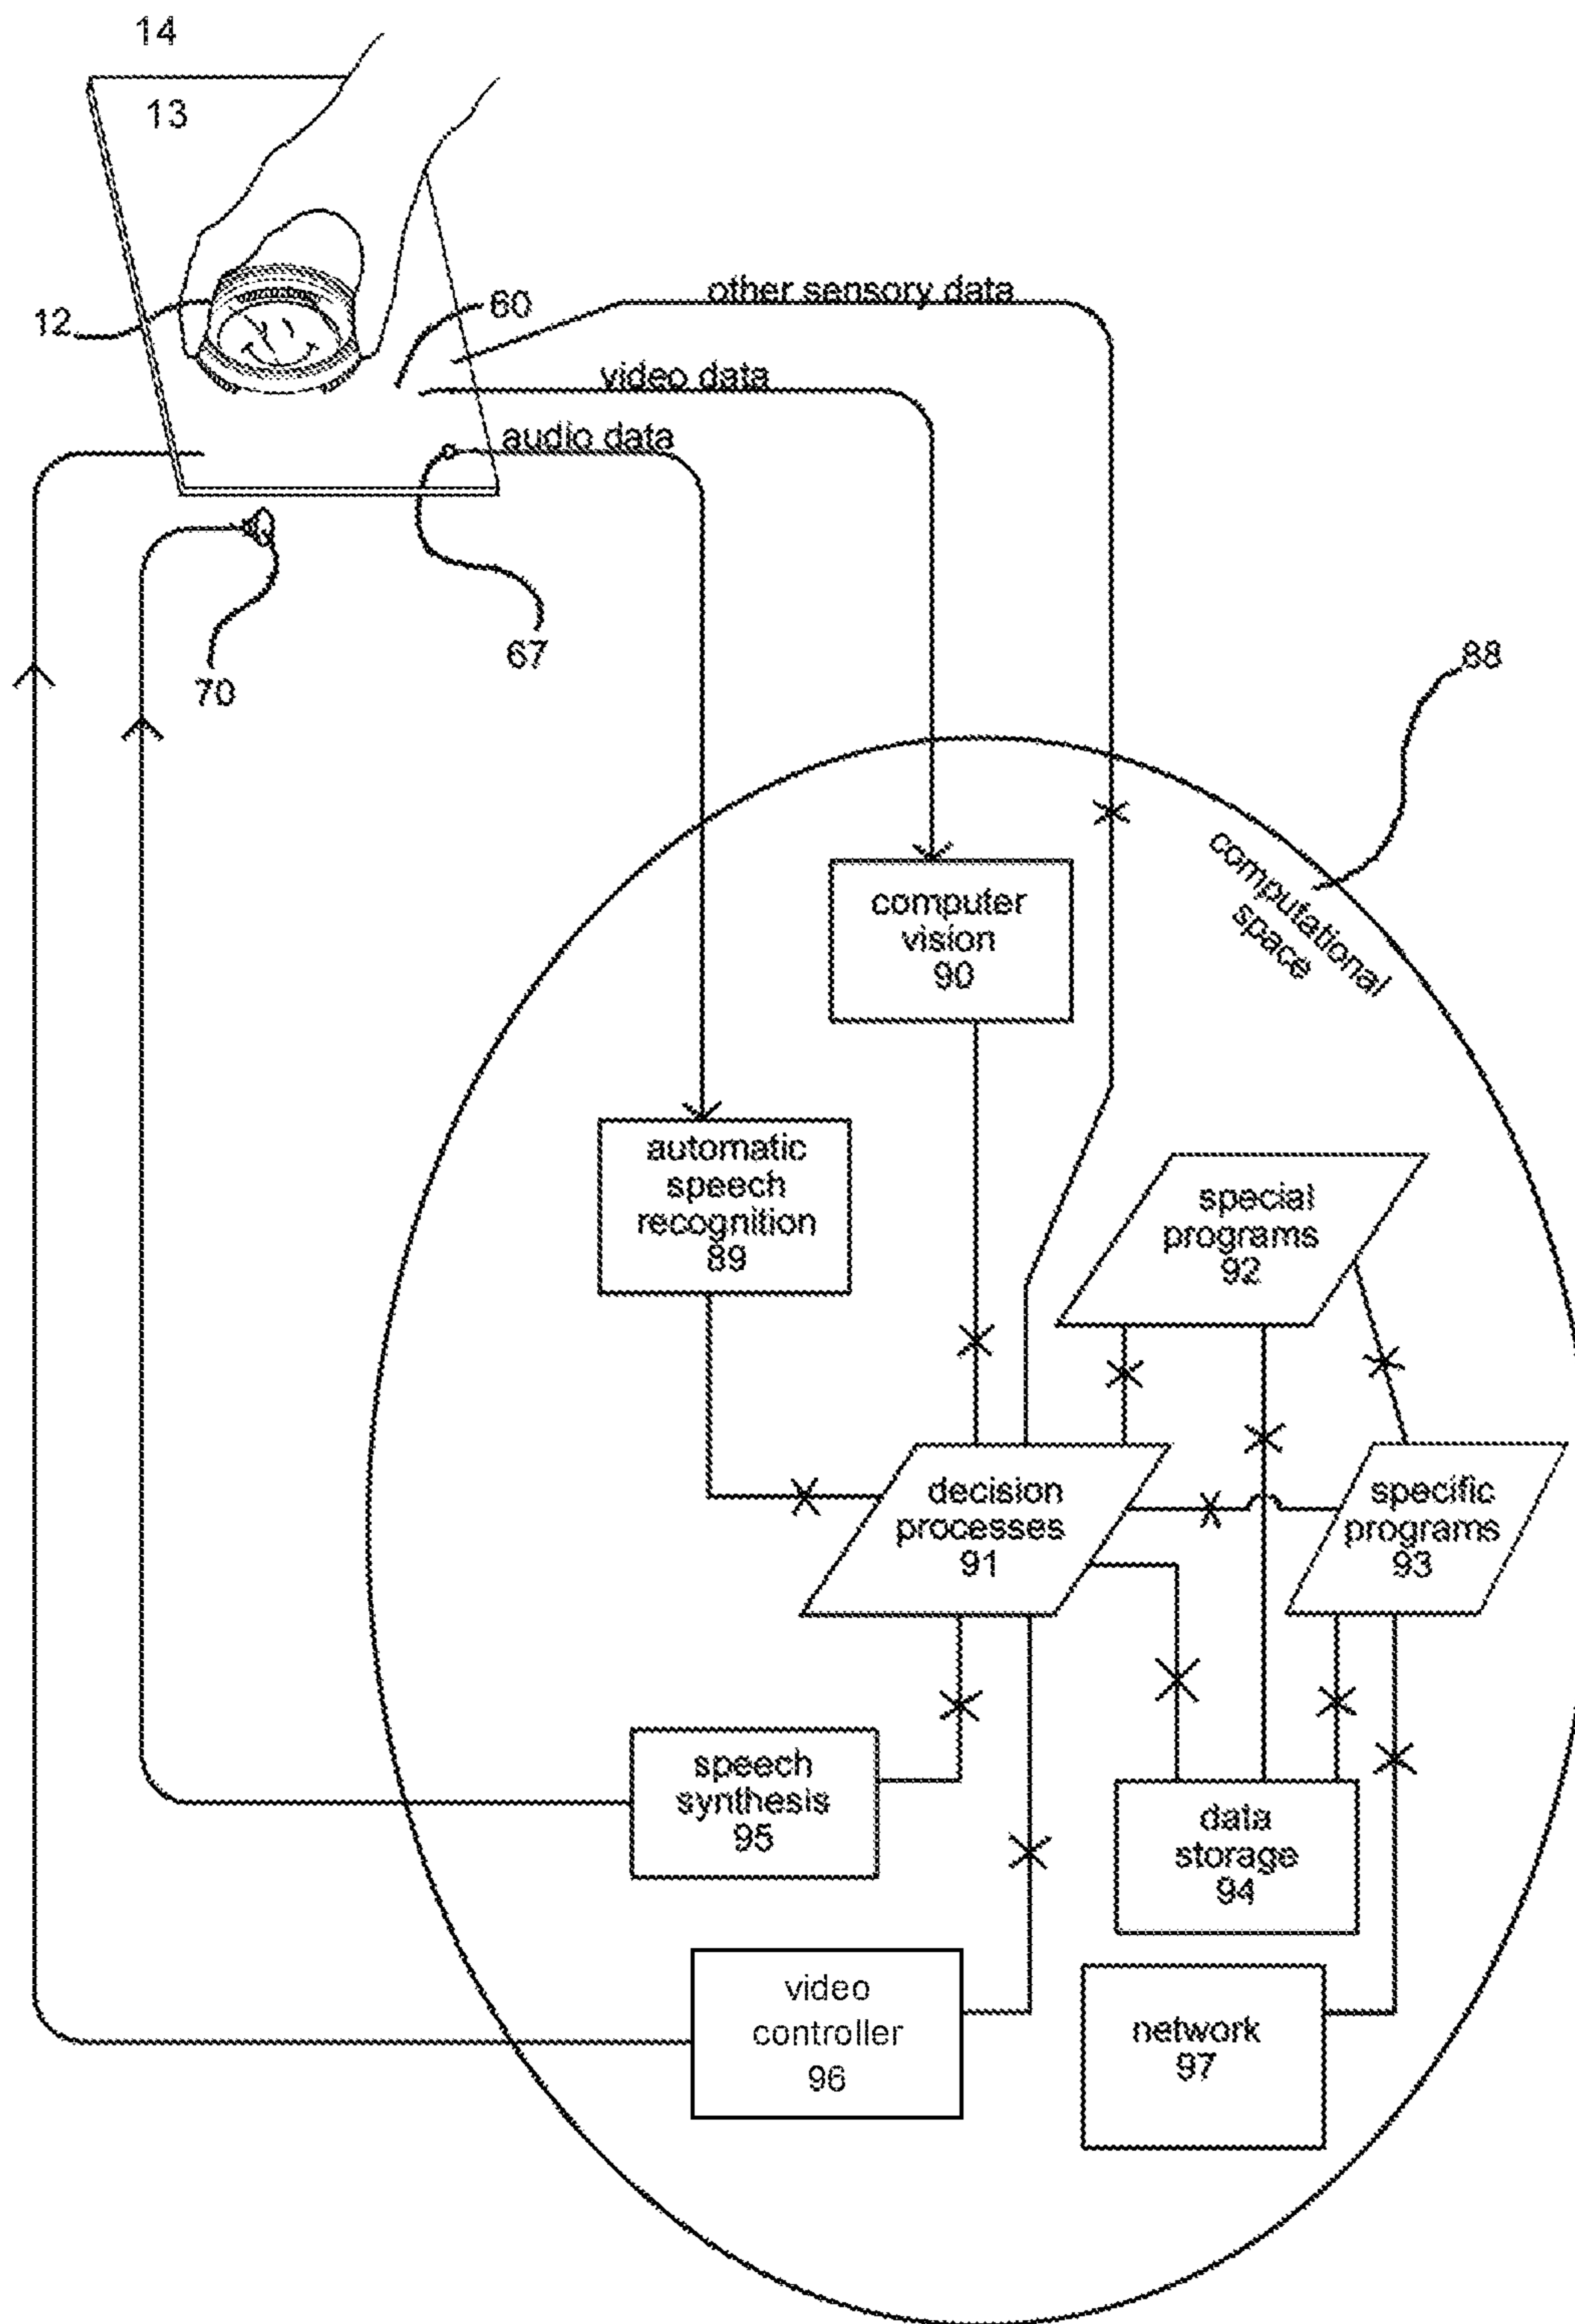 14
13
12
60
other sensory data
video data
audio data
67
70
88
computational
space
computer
vision
90
automatic
speech
recognition
89
special
programs
92
decision
processes
91
specific
programs
93
speech
synthesis
95
data
storage
94
video
controller
96
network
97